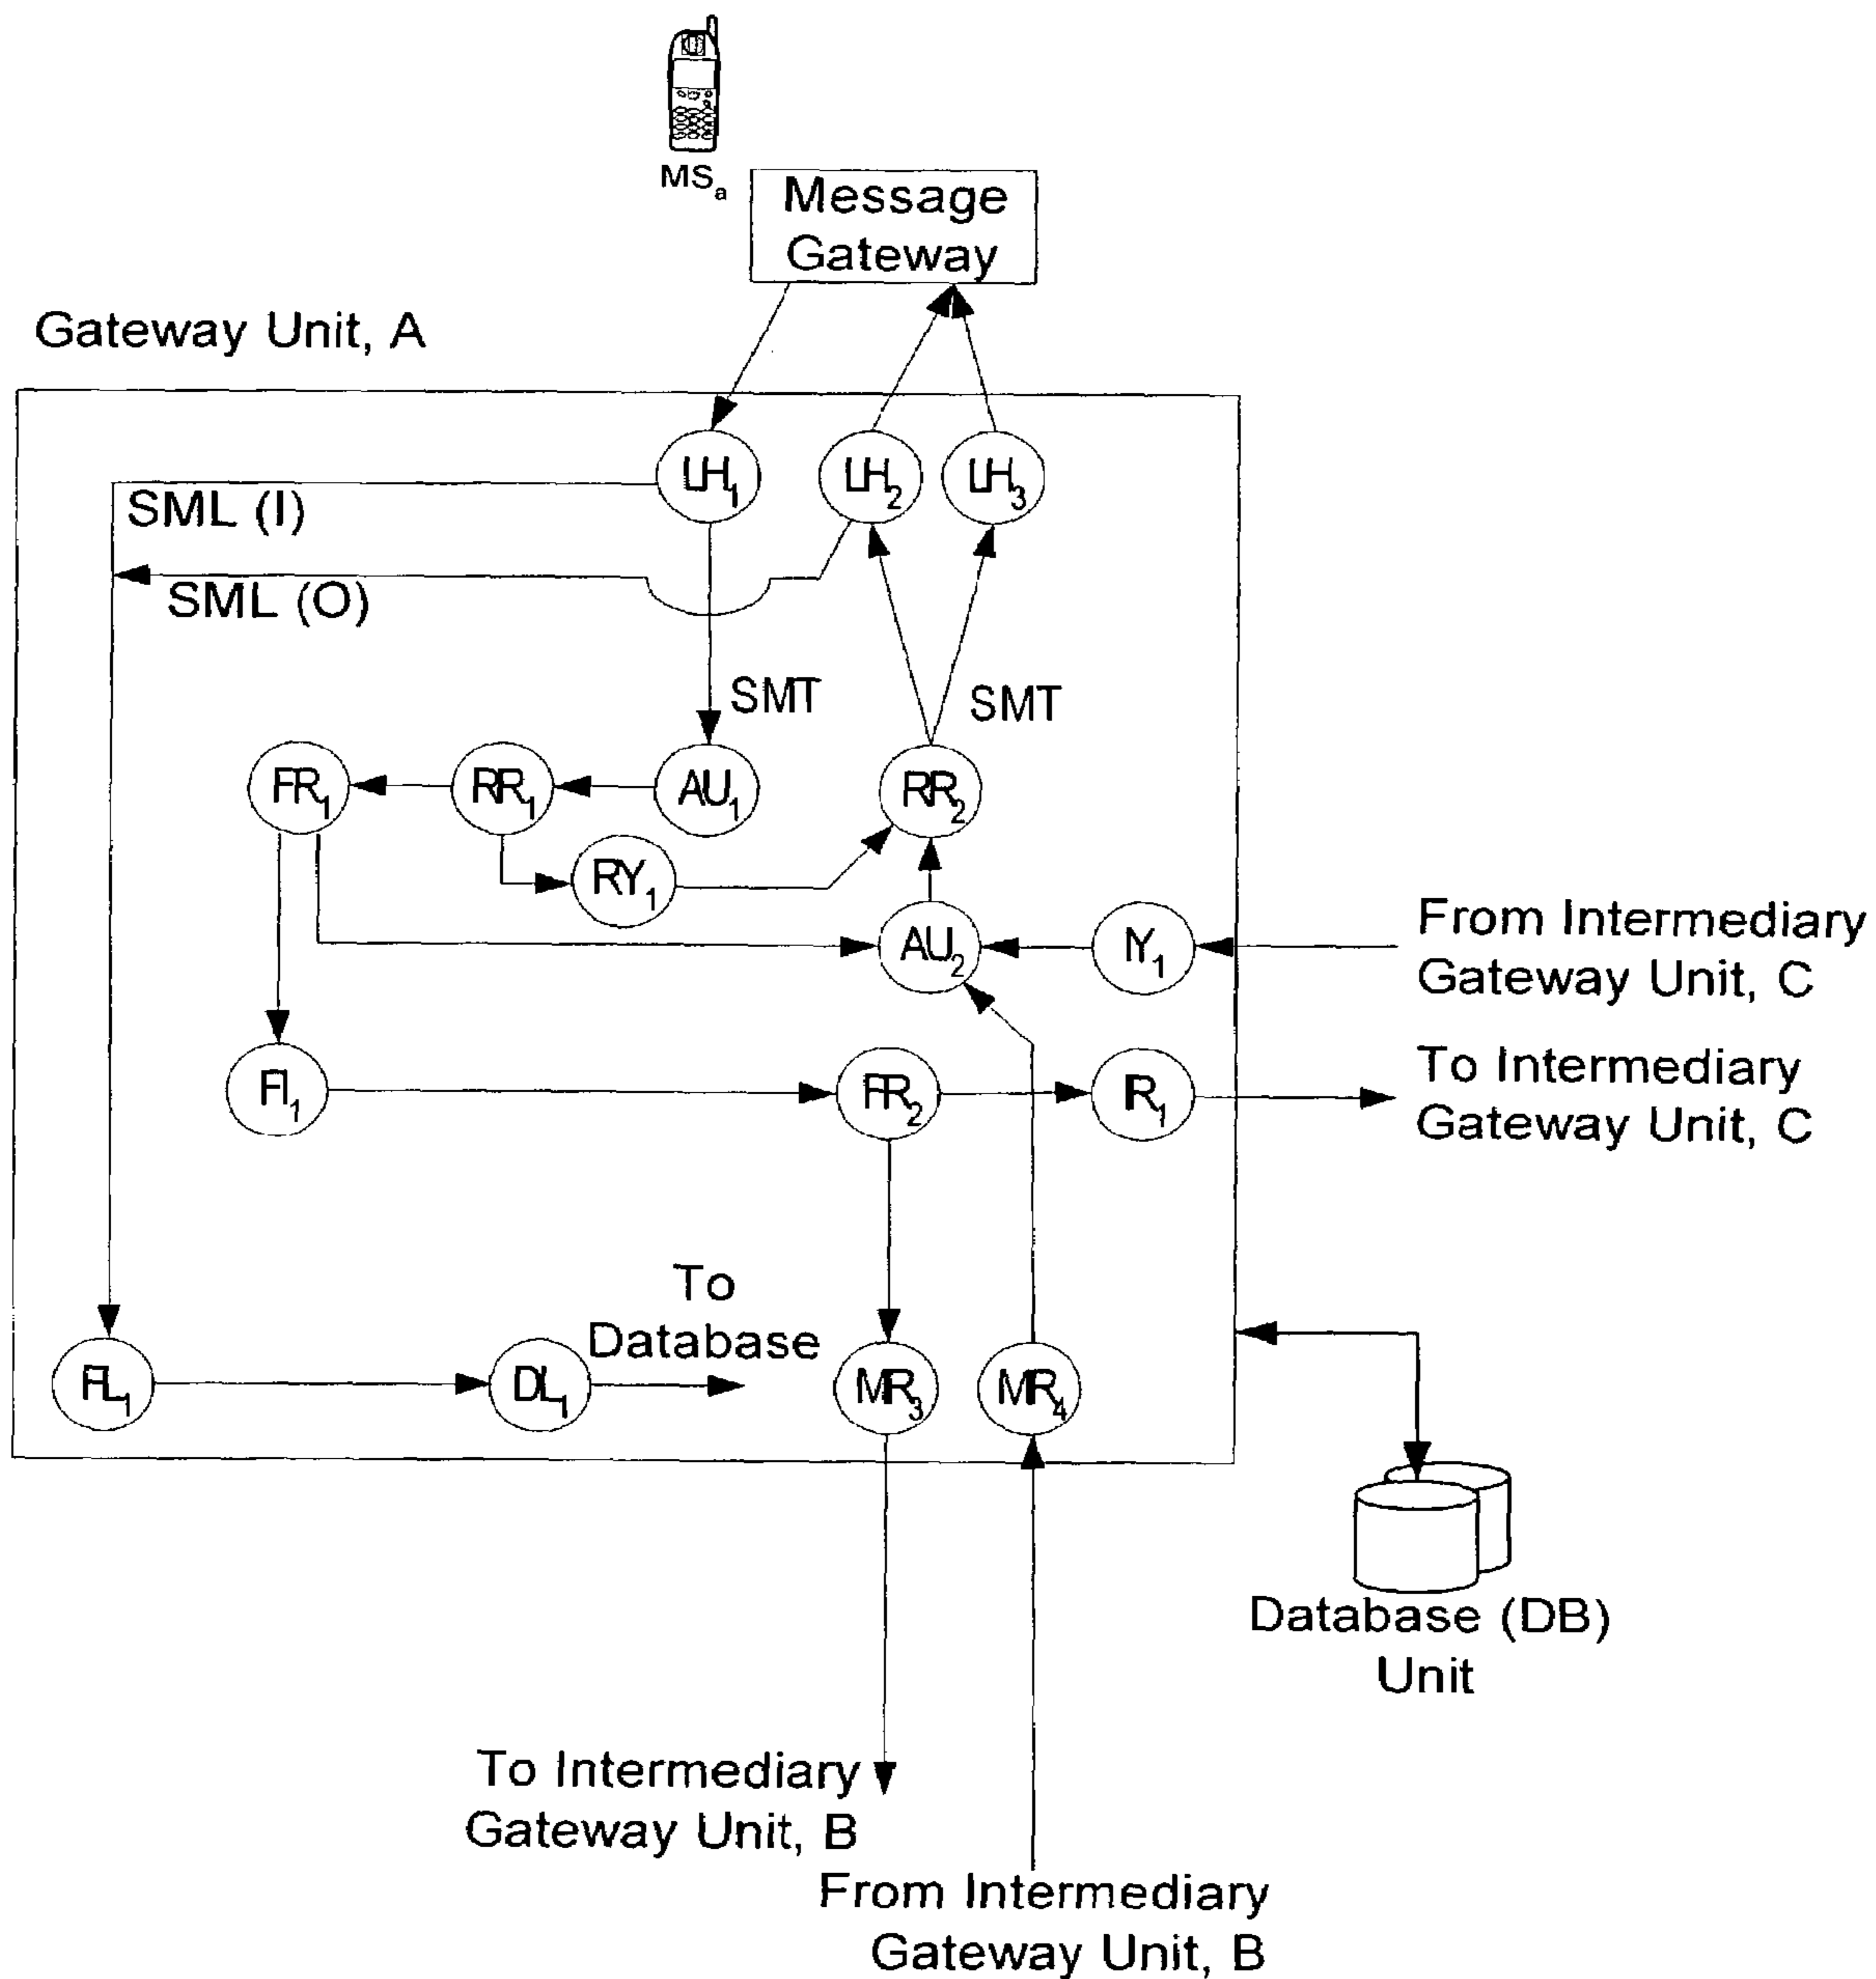 MSa
Message
Gateway
Gateway Unit, A
LH1
LH2
LH3
SML (I)
SML (O)
SMT
SMT
FR1
RR1
AU1
RR2
RY1
AU2
IY1
From Intermediary
Gateway Unit, C
FI1
FR2
IR1
To Intermediary
Gateway Unit, C
To
Database
FL1
DL1
MR3
MR4
Database (DB)
Unit
To Intermediary
Gateway Unit, B
From Intermediary
Gateway Unit, B